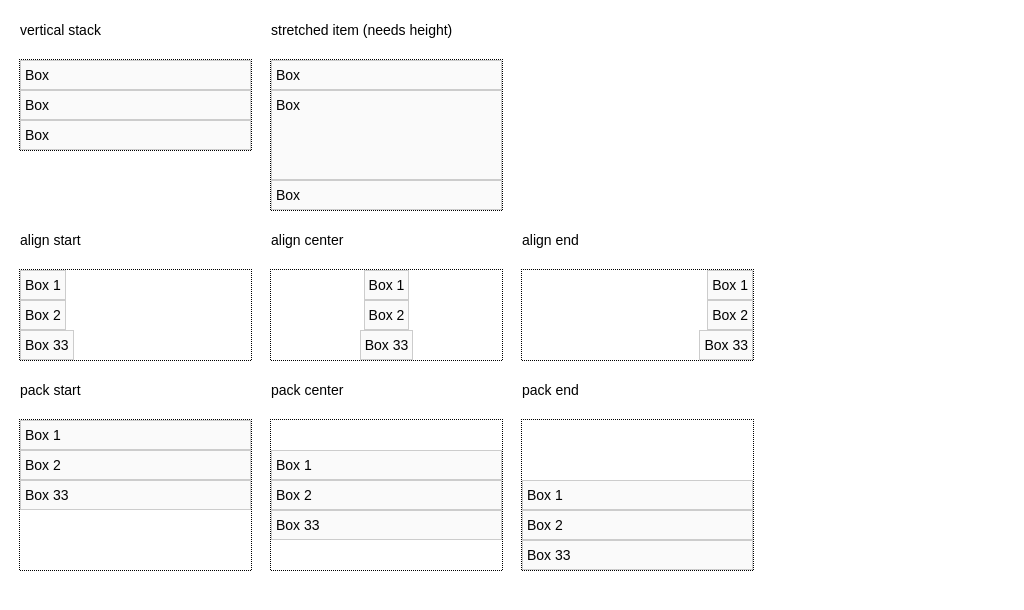 vertical stack
Box
Box
Box
stretched item (needs height)
Box
Box
Box
align start
Box 1
Box 2
Box 33
align center
Box 1
Box 2
Box 33
align end
Box 1
Box 2
Box 33
pack start
Box 1
Box 2
Box 33
pack center
Box 1
Box 2
Box 33
pack end
Box 1
Box 2
Box 33